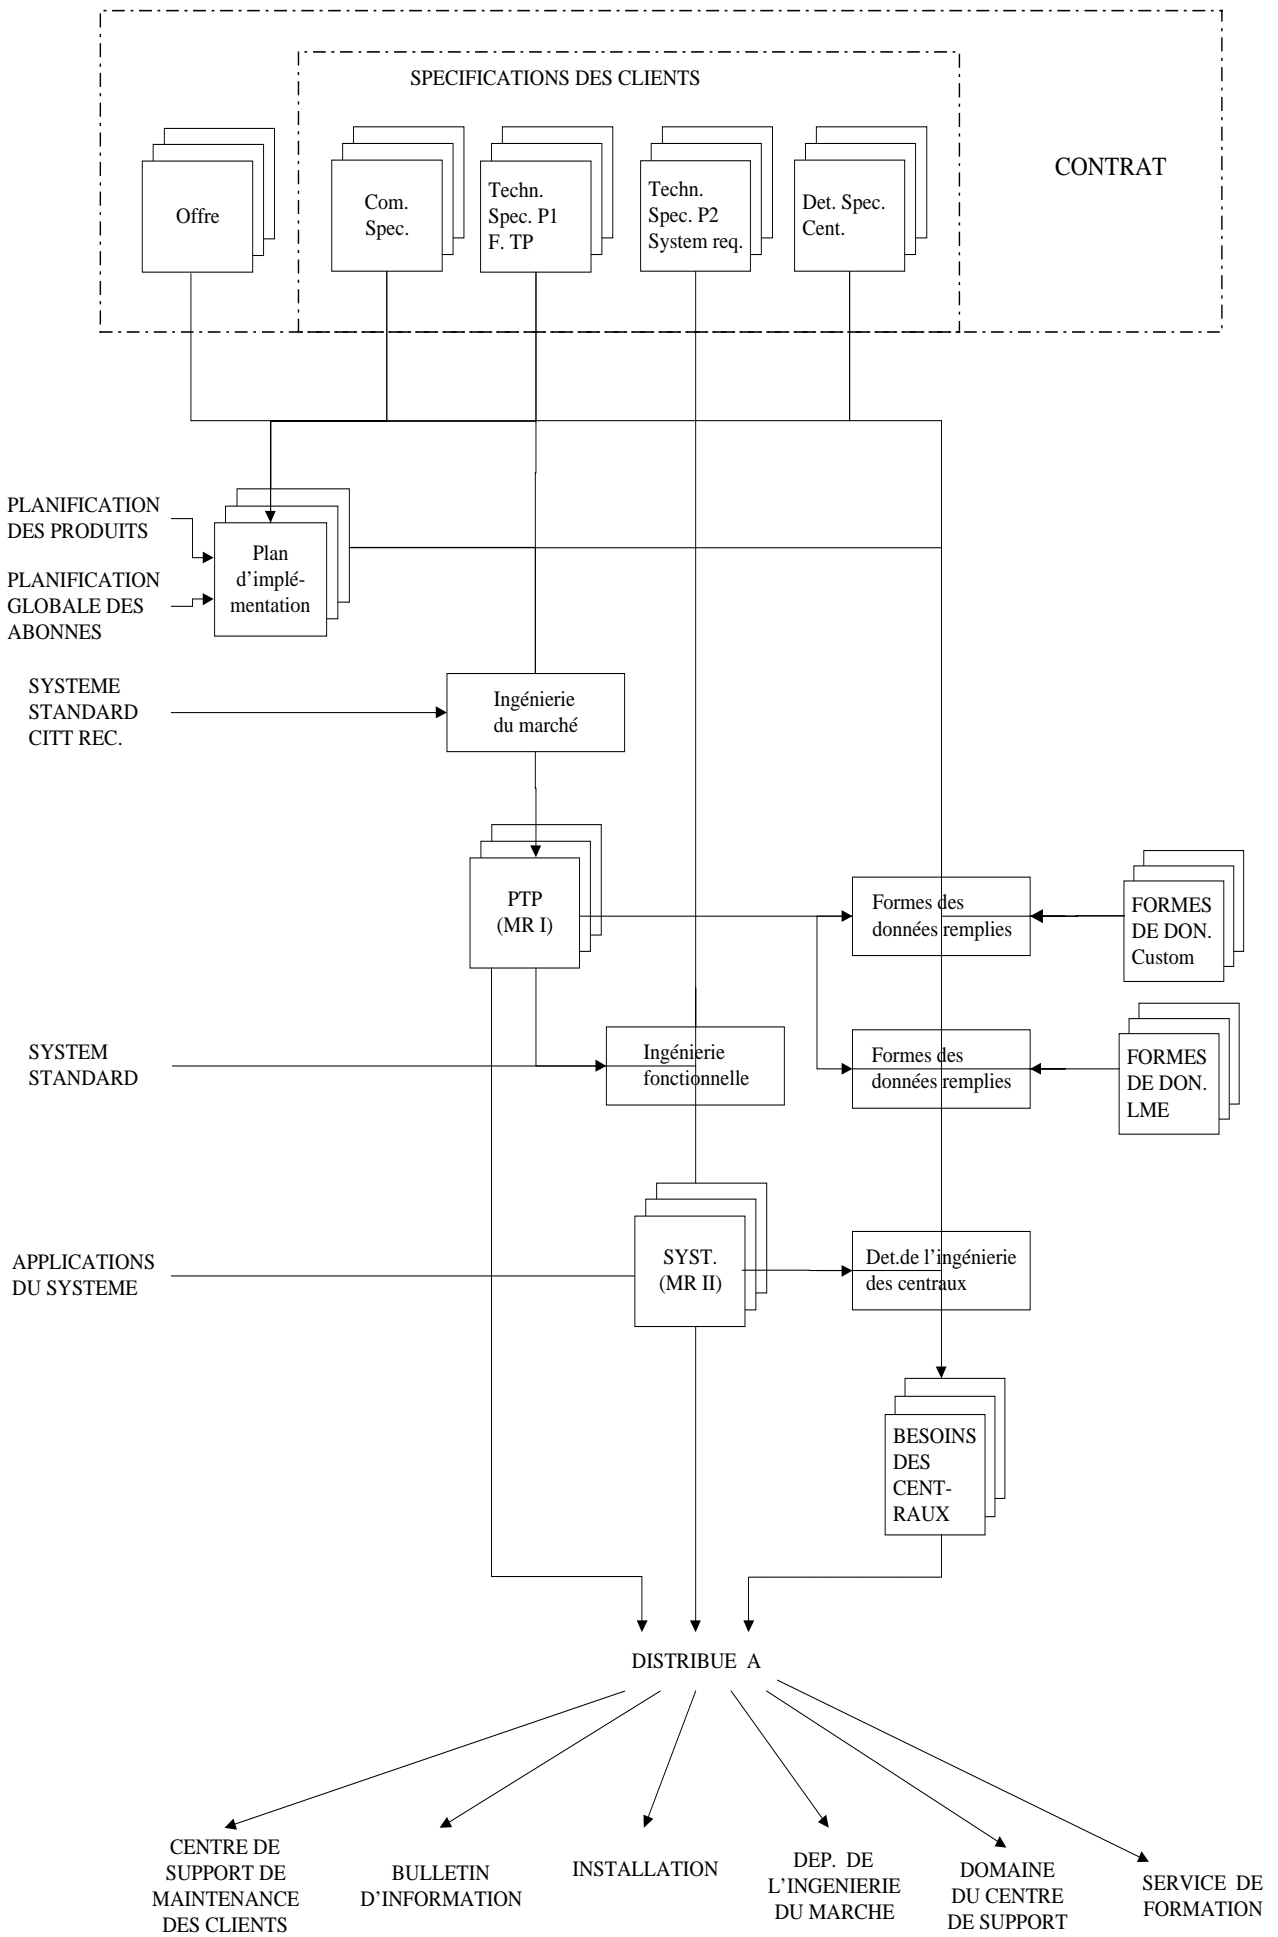 SPECIFICATIONS DES CLIENTS
CONTRAT
Offre
Com.
Spec.
Techn.
Spec. P1
F. TP
Techn.
Spec. P2
System req.
Det. Spec.
Cent.
PLANIFICATION
DES PRODUITS
PLANIFICATION
GLOBALE DES
ABONNES
Plan
d’implé-
mentation
SYSTEME
STANDARD
CITT REC.
Ingénierie
du marché
PTP
(MR I)
Formes des
données remplies
FORMES
DE DON.
Custom
SYSTEM
STANDARD
Ingénierie
fonctionnelle
Formes des
données remplies
FORMES
DE DON.
LME
APPLICATIONS
DU SYSTEME
SYST.
(MR II)
Det.de l’ingénierie
des centraux
BESOINS
DES
CENT-
RAUX
DISTRIBUE A
CENTRE DE
SUPPORT DE
MAINTENANCE
DES CLIENTS
BULLETIN
D’INFORMATION
INSTALLATION
DEP. DE
L’INGENIERIE
DU MARCHE
DOMAINE
DU CENTRE
DE SUPPORT
SERVICE DE
FORMATION